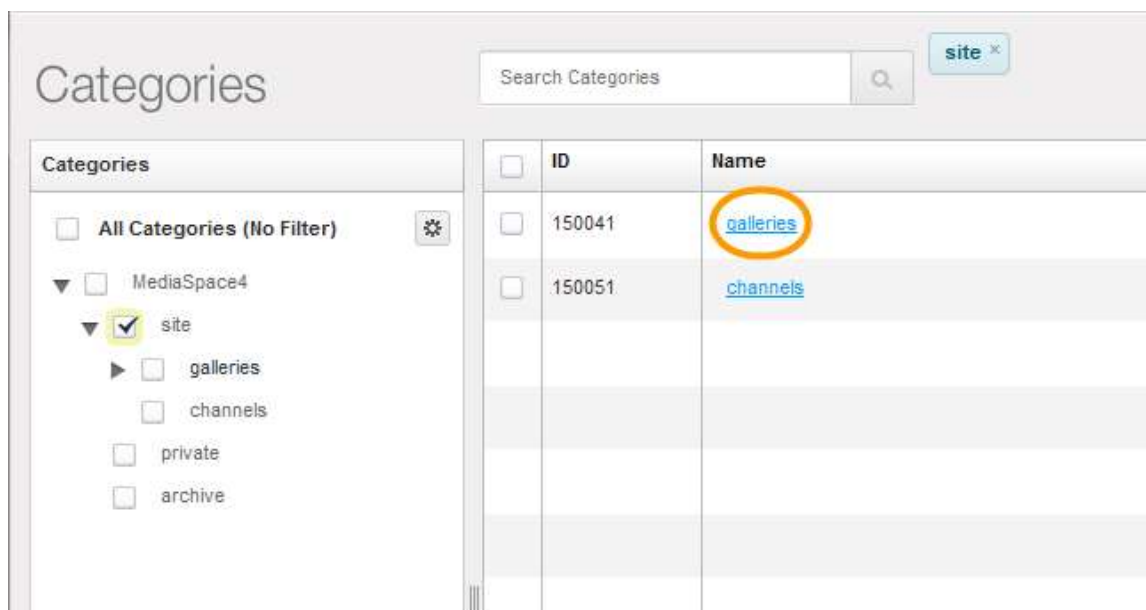 Categories
Search Categories
site ×
Categories
All Categories (No Filter)
MediaSpace4
site
galleries
channels
private
archive
ID Name
150041 galleries
150051 channels